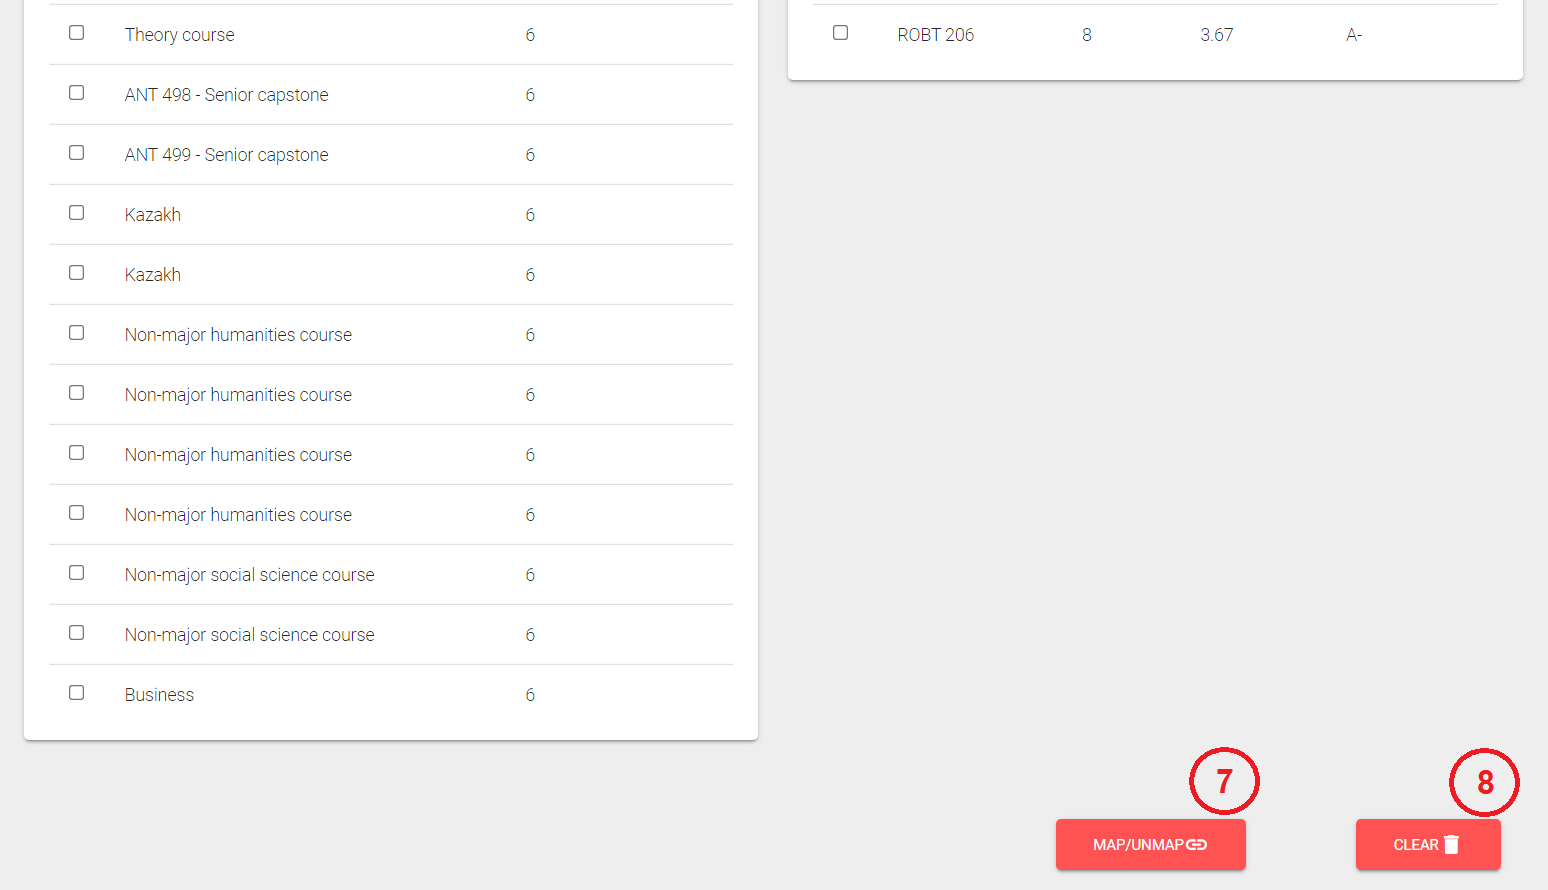 Theory course 6
ROBT 206 8 3.67 A-
ANT 498 - Senior capstone 6
ANT 499 - Senior capstone 6
Kazakh 6
Kazakh 6
Non-major humanities course 6
Non-major humanities course 6
Non-major humanities course 6
Non-major humanities course 6
Non-major social science course 6
Non-major social science course 6
Business 6
7
8
MAP/UNMAP
CLEAR